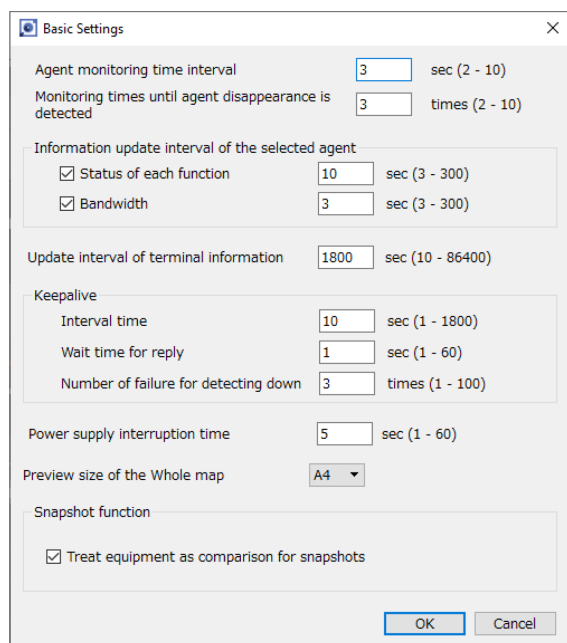 Basic Settings
Agent monitoring time interval 3 sec (2 - 10)
Monitoring times until agent disappearance is
detected 3 times (2 - 10)
Information update interval of the selected agent
Status of each function 10 sec (3 - 300)
Bandwidth 3 sec (3 - 300)
Update interval of terminal information 1800 sec (10 - 86400)
Keepalive
Interval time 10 sec (1 - 1800)
Wait time for reply 1 sec (1 - 60)
Number of failure for detecting down 3 times (1 - 100)
Power supply interruption time 5 sec (1 - 60)
Preview size of the Whole map A4
Snapshot function
Treat equipment as comparison for snapshots
OK Cancel